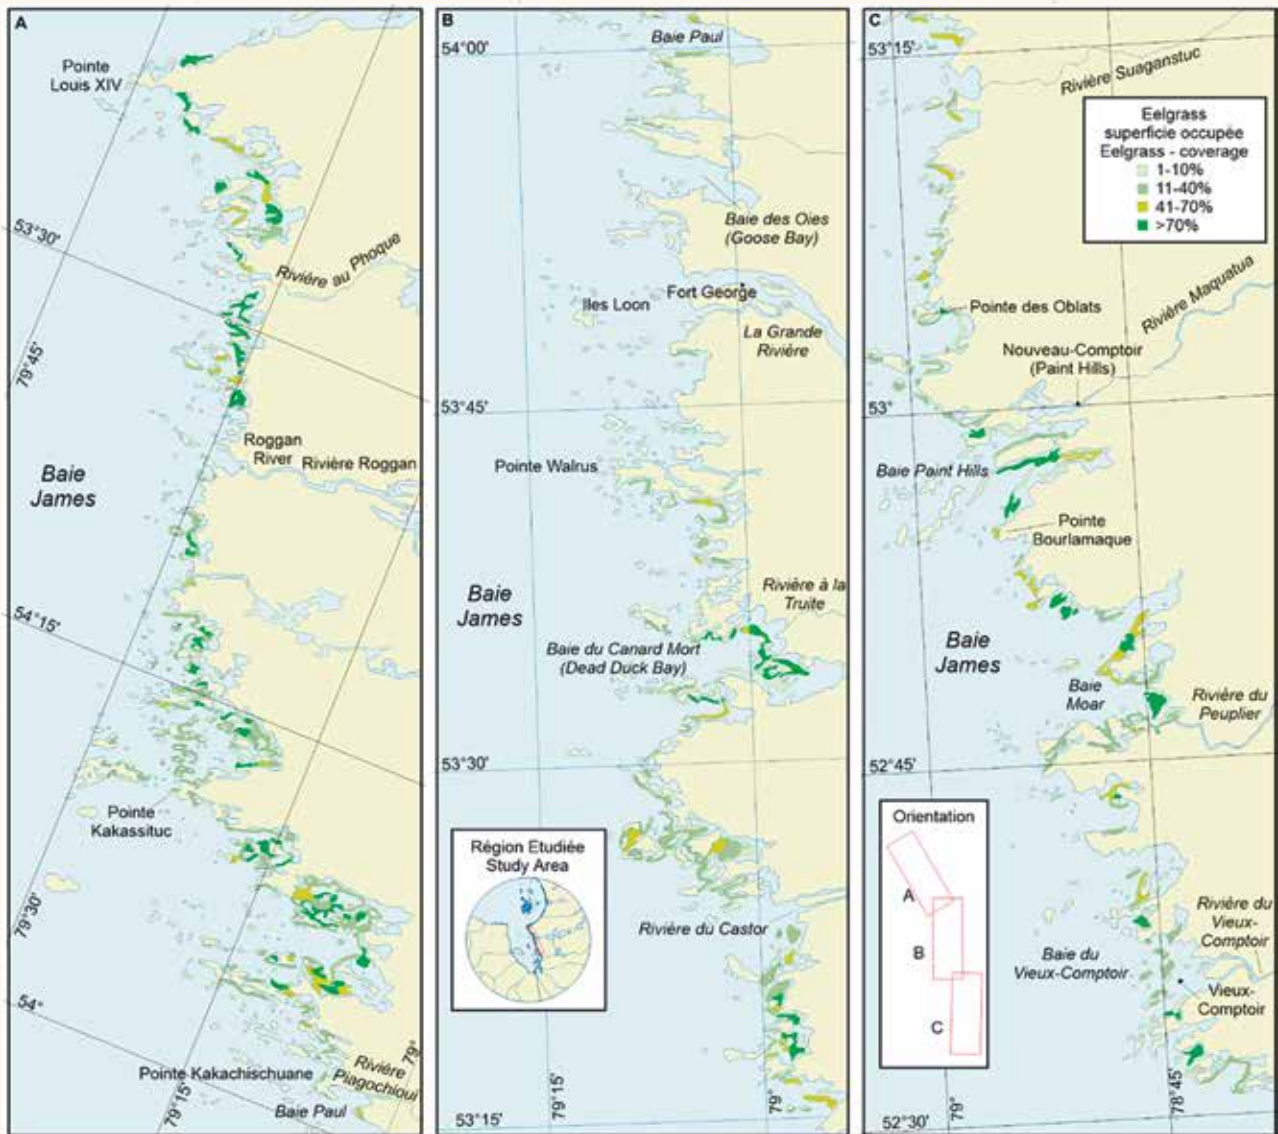 A
Pointe
Louis XIV
53°30'
79°45'
Rivière au Phoque
Roggan
River
Rivière Roggan
Baie
James
54°15'
Pointe
Kakassituc
79°30'
54°
Pointe Kakachischuane
Rivière
Piagochioui
79°
79°15'
Baie Paul
B
54°00'
Baie Paul
Baie des Oies
(Goose Bay)
Iles Loon
Fort George
La Grande
Rivière
53°45'
Pointe Walrus
Baie
James
Rivière à la
Truite
Baie du Canard Mort
(Dead Duck Bay)
53°30'
Région Etudiée
Study Area
Rivière du Castor
53°15'
79°15'
79°
C
53°15'
Rivière Suaganstuc
Eelgrass
superficie occupée
Eelgrass - coverage
1-10%
11-40%
41-70%
>70%
Pointe des Oblats
Rivière Maquatua
Nouveau-Comptoir
(Paint Hills)
53°
Baie Paint Hills
Pointe
Bourlamaque
Baie
James
Baie
Moar
Rivière du
Peuplier
52°45'
Orientation
A
B
C
Rivière du
Vieux-
Comptoir
Baie du
Vieux-Comptoir
Vieux-
Comptoir
52°30'
79°
78°45'